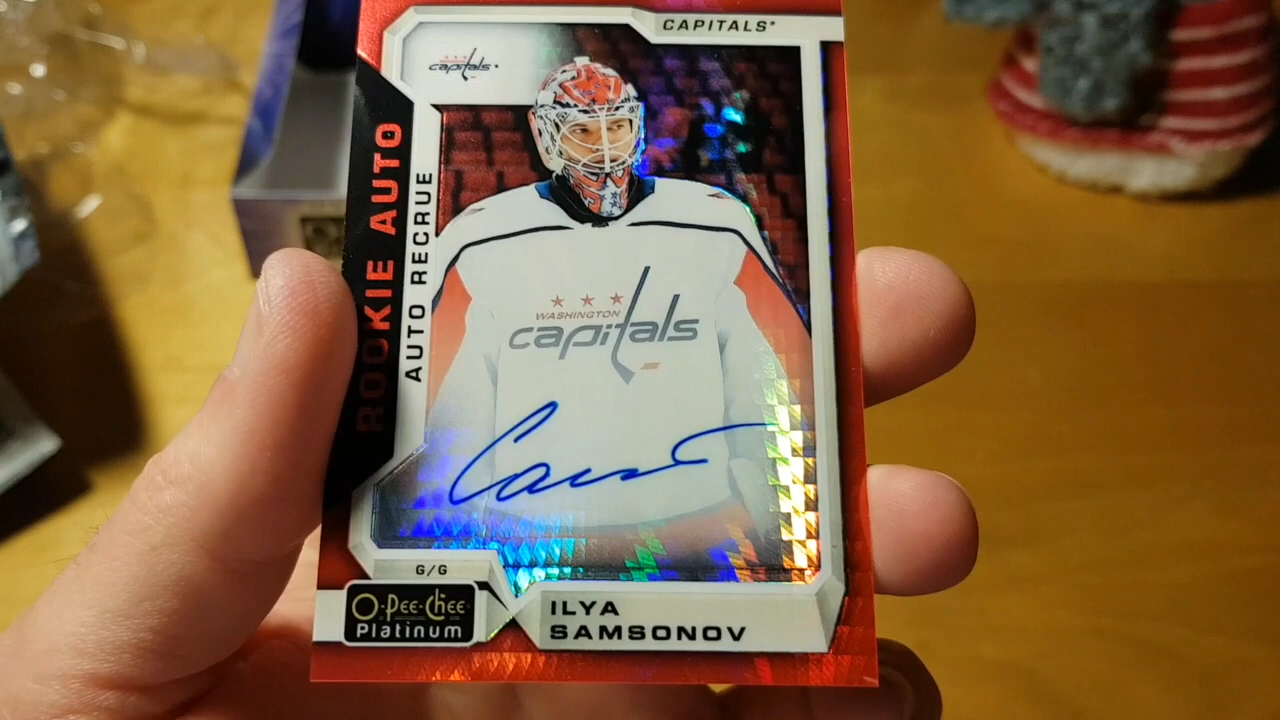 CAPITALS
capitals
ROOKIE AUTO
AUTO RECRUE
WASHINGTON
capitals
G/G
O-Pee-Chee
Platinum
ILYA
SAMSONOV